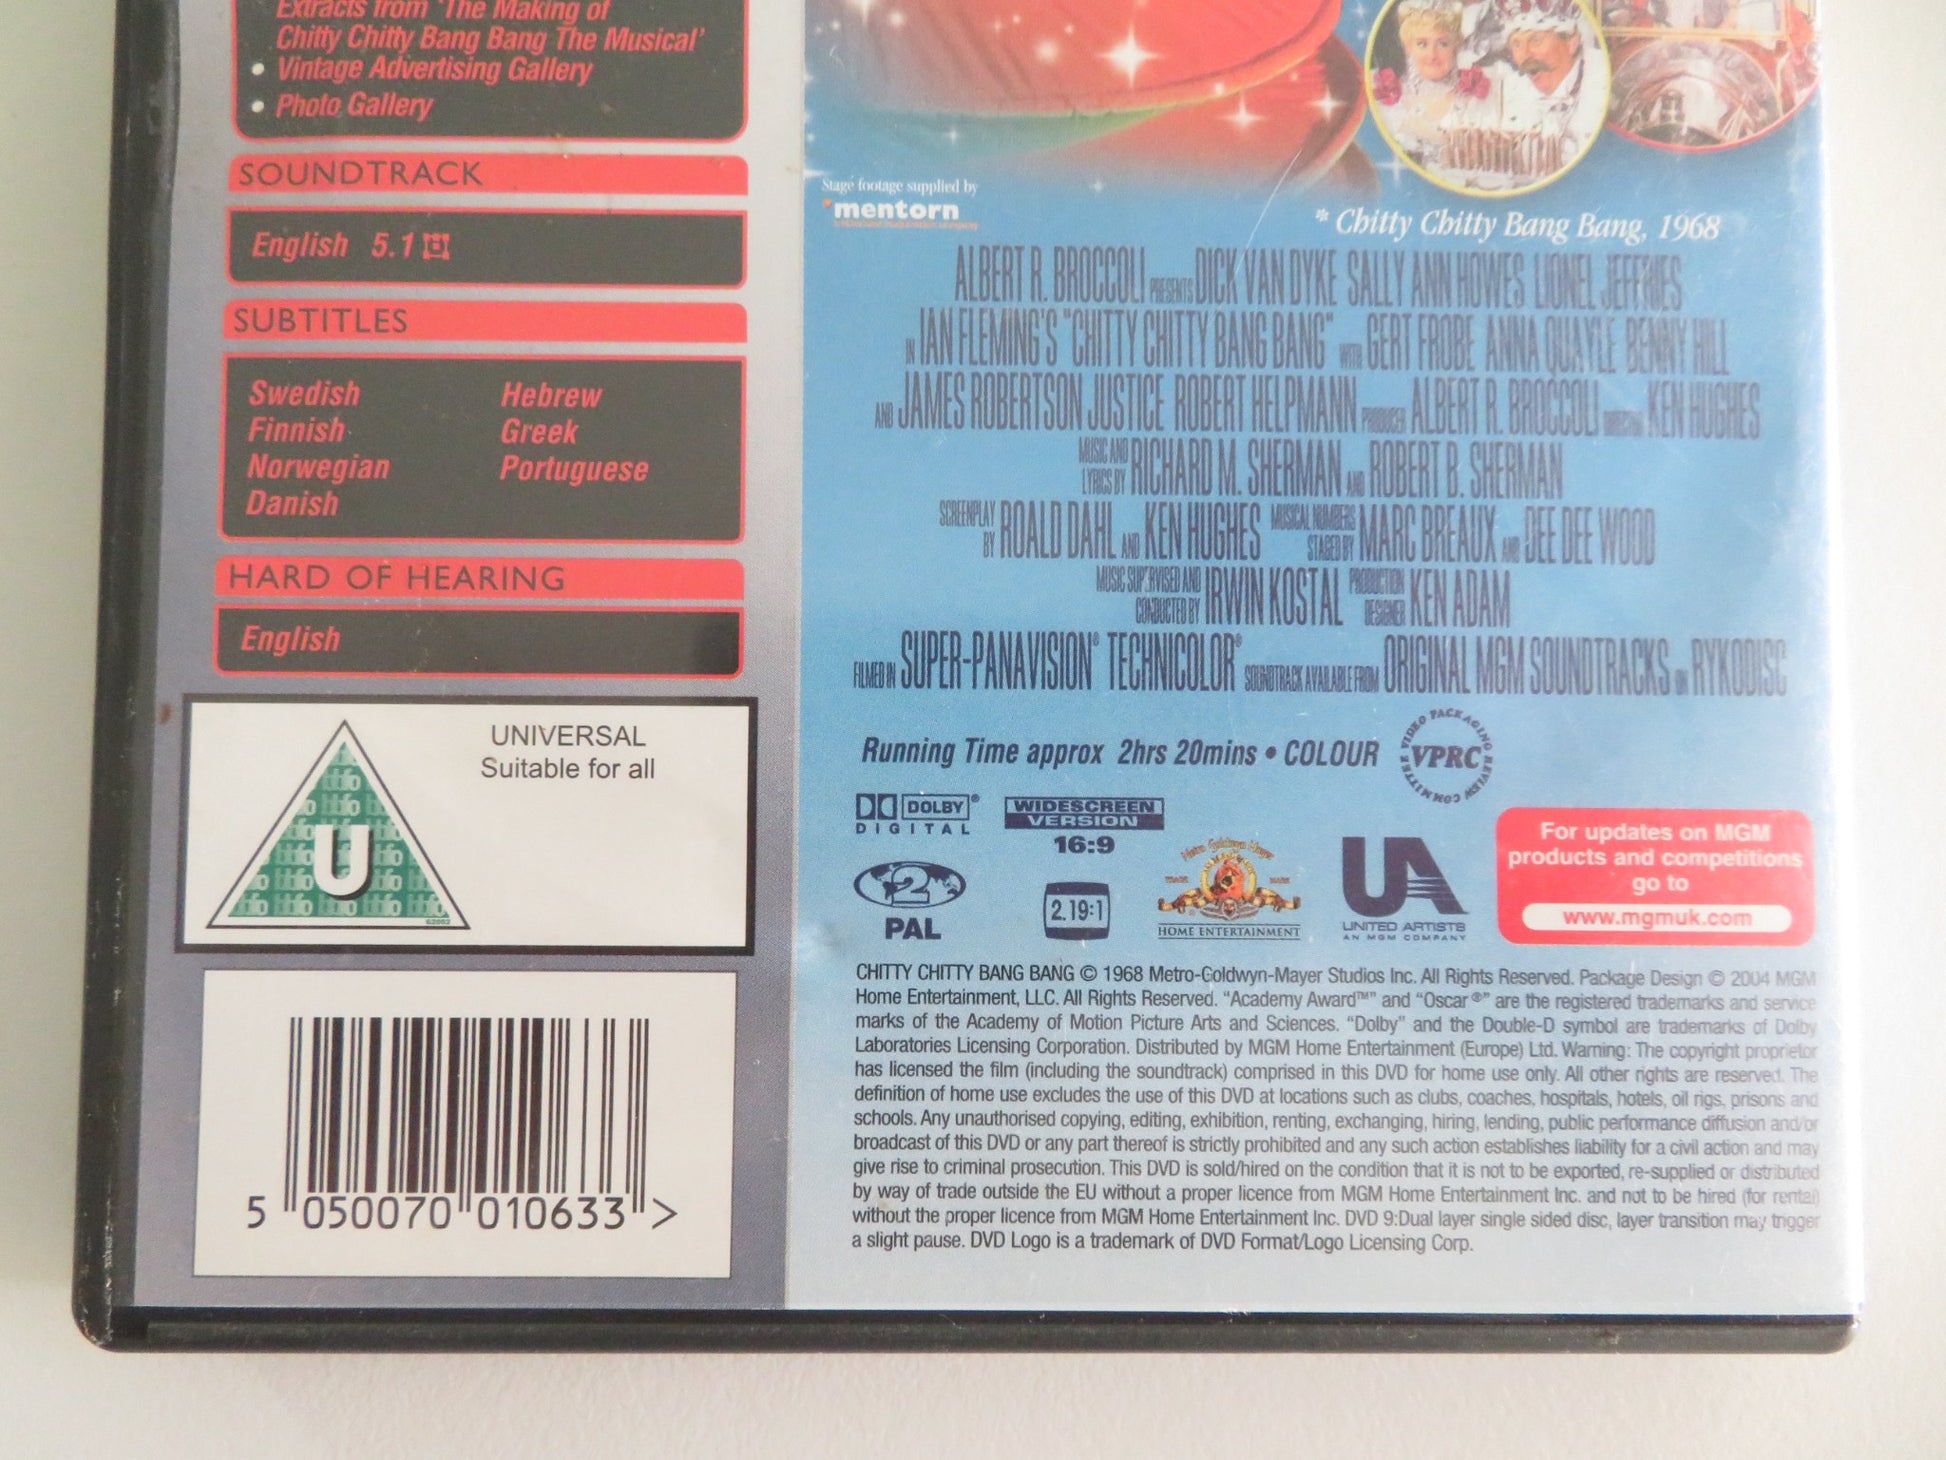 Extracts from 'The Making of
Chitty Chitty Bang Bang The Musical'
• Vintage Advertising Gallery
• Photo Gallery
SOUNDTRACK
English 5.1
SUBTITLES
Swedish Hebrew
Finnish Greek
Norwegian Portuguese
Danish
HARD OF HEARING
English
UNIVERSAL
Suitable for all
U
5 050070 010633 >
Stage footage supplied by
mentorn
* Chitty Chitty Bang Bang, 1968
ALBERT R. BROCCOLI PRESENTS DICK VAN DYKE SALLY ANN HOWES LIONEL JEFFRIES
IN IAN FLEMING'S "CHITTY CHITTY BANG BANG" WITH GERT FROBE ANNA QUAYLE BENNY HILL
AND JAMES ROBERTSON JUSTICE ROBERT HELPMANN PRODUCER ALBERT R. BROCCOLI DIRECTOR KEN HUGHES
MUSIC AND LYRICS BY RICHARD M. SHERMAN AND ROBERT B. SHERMAN
SCREENPLAY BY ROALD DAHL AND KEN HUGHES MUSICAL NUMBERS STAGED BY MARC BREAUX AND DEE DEE WOOD
MUSIC SUPERVISED AND CONDUCTED BY IRWIN KOSTAL PRODUCTION DESIGNER KEN ADAM
FILMED IN SUPER-PANAVISION® TECHNICOLOR® SOUNDTRACK AVAILABLE FROM ORIGINAL MGM SOUNDTRACKS ON RYKODISC
Running Time approx 2hrs 20mins • COLOUR
VIDEO PACKAGING REVIEW COMMITTEE
VPRC
DOLBY®
DIGITAL
WIDESCREEN
VERSION
16:9
2
PAL
2.19:1
Metro Goldwyn Mayer
TRADE MARK
HOME ENTERTAINMENT
UA
UNITED ARTISTS
AN MGM COMPANY
For updates on MGM
products and competitions
go to
www.mgmuk.com
CHITTY CHITTY BANG BANG © 1968 Metro-Goldwyn-Mayer Studios Inc. All Rights Reserved. Package Design © 2004 MGM
Home Entertainment, LLC. All Rights Reserved. "Academy Award™" and "Oscar®" are the registered trademarks and service
marks of the Academy of Motion Picture Arts and Sciences. "Dolby" and the Double-D symbol are trademarks of Dolby
Laboratories Licensing Corporation. Distributed by MGM Home Entertainment (Europe) Ltd. Warning: The copyright proprietor
has licensed the film (including the soundtrack) comprised in this DVD for home use only. All other rights are reserved. The
definition of home use excludes the use of this DVD at locations such as clubs, coaches, hospitals, hotels, oil rigs, prisons and
schools. Any unauthorised copying, editing, exhibition, renting, exchanging, hiring, lending, public performance diffusion and/or
broadcast of this DVD or any part thereof is strictly prohibited and any such action establishes liability for a civil action and may
give rise to criminal prosecution. This DVD is sold/hired on the condition that it is not to be exported, re-supplied or distributed
by way of trade outside the EU without a proper licence from MGM Home Entertainment Inc. and not to be hired (for rental)
without the proper licence from MGM Home Entertainment Inc. DVD 9:Dual layer single sided disc, layer transition may trigger
a slight pause. DVD Logo is a trademark of DVD Format/Logo Licensing Corp.